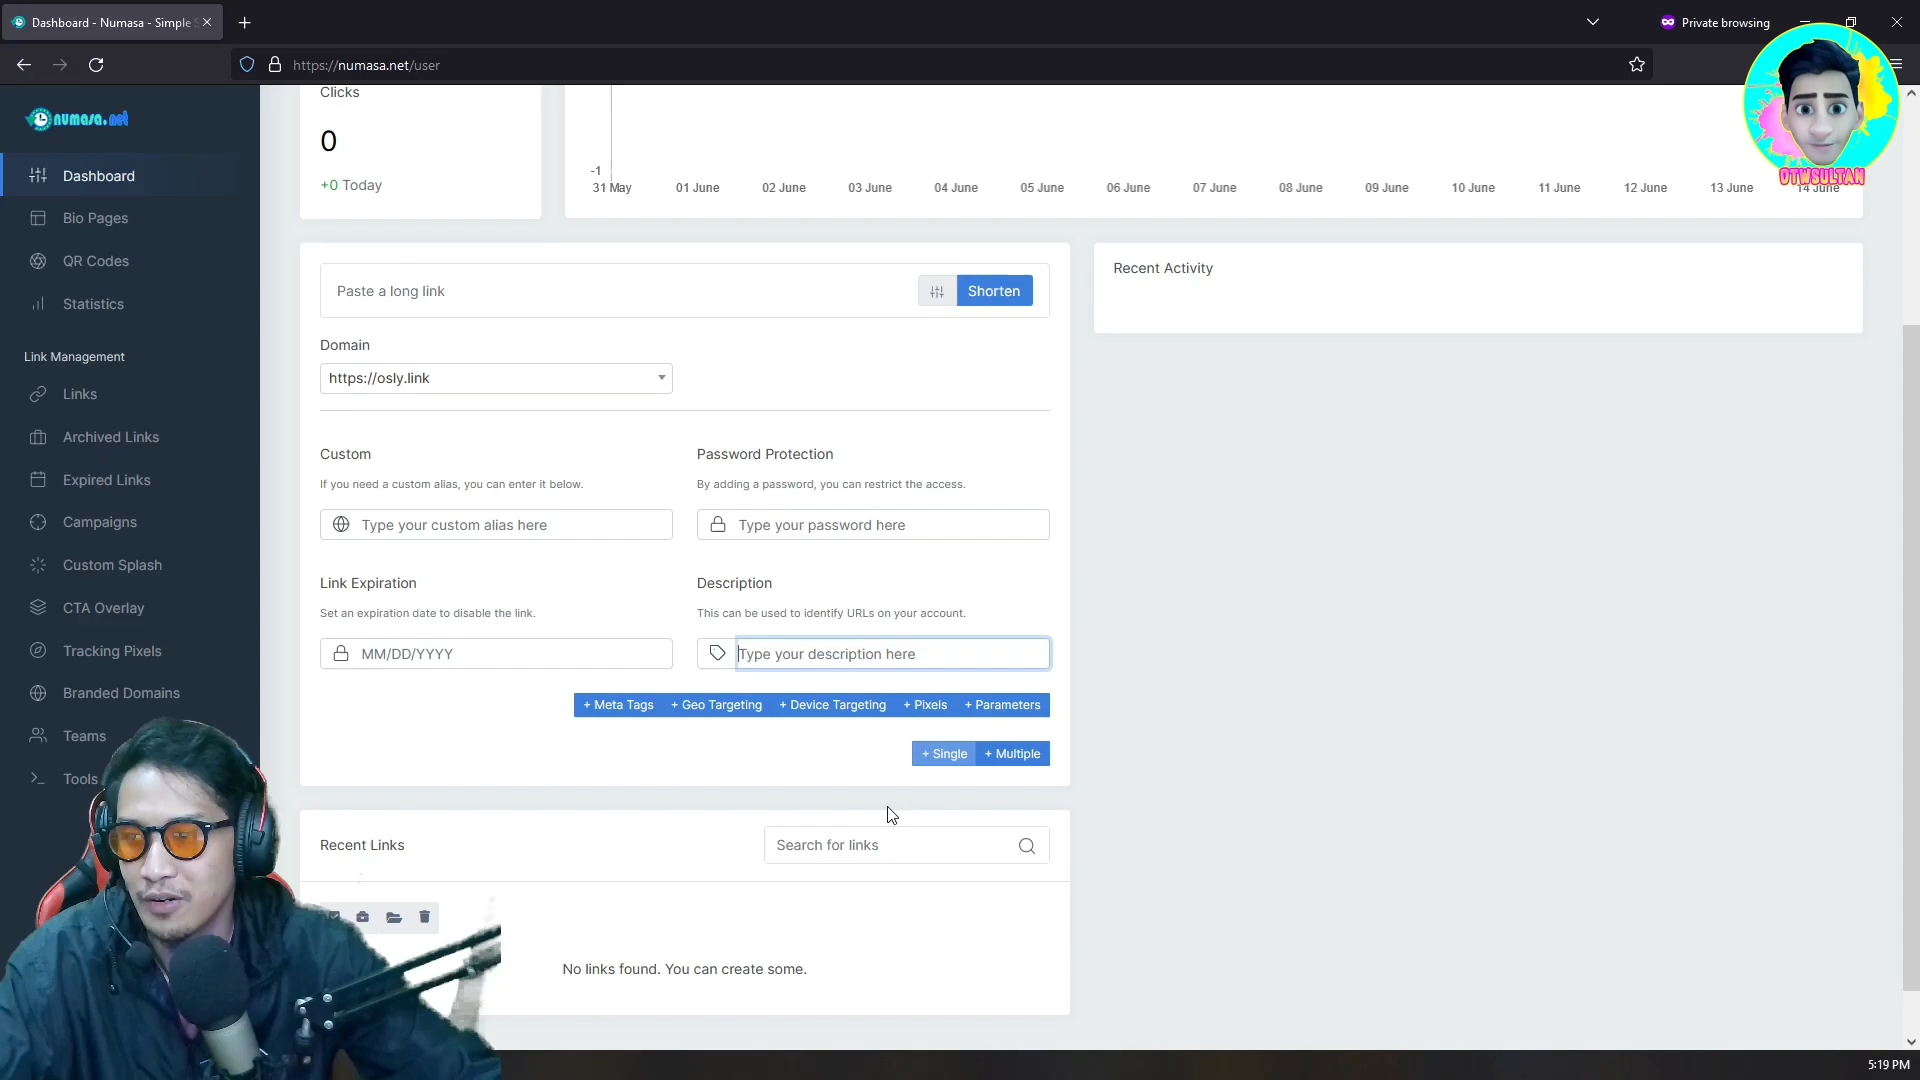 Dashboard - Numasa - Simple S
Private browsing
https://numasa.net/user
OTWSULTAN
numasa.net
Dashboard
Bio Pages
QR Codes
Statistics
Link Management
Links
Archived Links
Expired Links
Campaigns
Custom Splash
CTA Overlay
Tracking Pixels
Branded Domains
Teams
Tools
Clicks
0
+0 Today
-1
31 May 01 June 02 June 03 June 04 June 05 June 06 June 07 June 08 June 09 June 10 June 11 June 12 June 13 June 14 June
Paste a long link
Shorten
Recent Activity
Domain
https://osly.link
Custom
If you need a custom alias, you can enter it below.
Type your custom alias here
Password Protection
By adding a password, you can restrict the access.
Type your password here
Link Expiration
Set an expiration date to disable the link.
MM/DD/YYYY
Description
This can be used to identify URLs on your account.
Type your description here
+ Meta Tags + Geo Targeting + Device Targeting + Pixels + Parameters
+ Single + Multiple
Recent Links
Search for links
No links found. You can create some.
5:19 PM